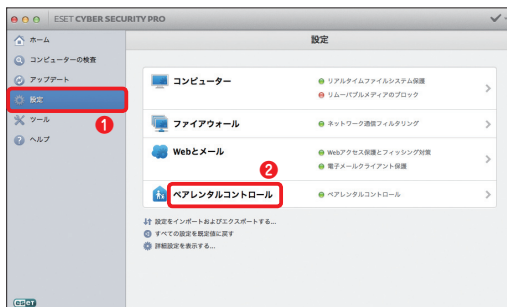 ESET CYBER SECURITY PRO
ホーム
コンピューターの検査
アップデート
設定
ツール
ヘルプ
❶
設定
コンピューター
リアルタイムファイルシステム保護
リムーバブルメディアのブロック
ファイアウォール
ネットワーク通信フィルタリング
Webとメール
Webアクセス保護とフィッシング対策
電子メールクライアント保護
❷
ペアレンタルコントロール
ペアレンタルコントロール
設定をインポートおよびエクスポートする...
すべての設定を既定値に戻す
詳細設定を表示する...
eset